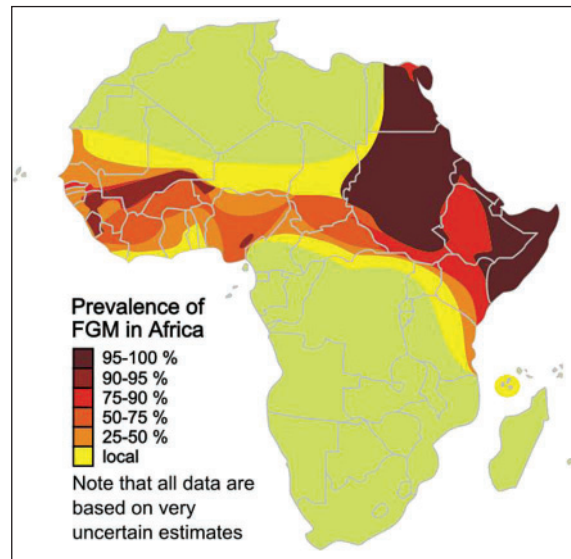 Prevalence of
FGM in Africa
95-100 %
90-95 %
75-90 %
50-75 %
25-50 %
local
Note that all data are
based on very
uncertain estimates